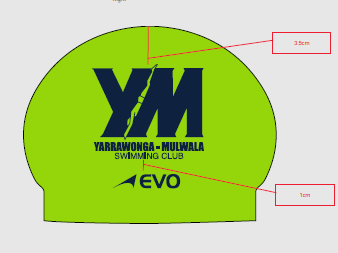 3.5cm
YM
YARRAWONGA-MULWALA
SWIMMING CLUB
EVO
1cm